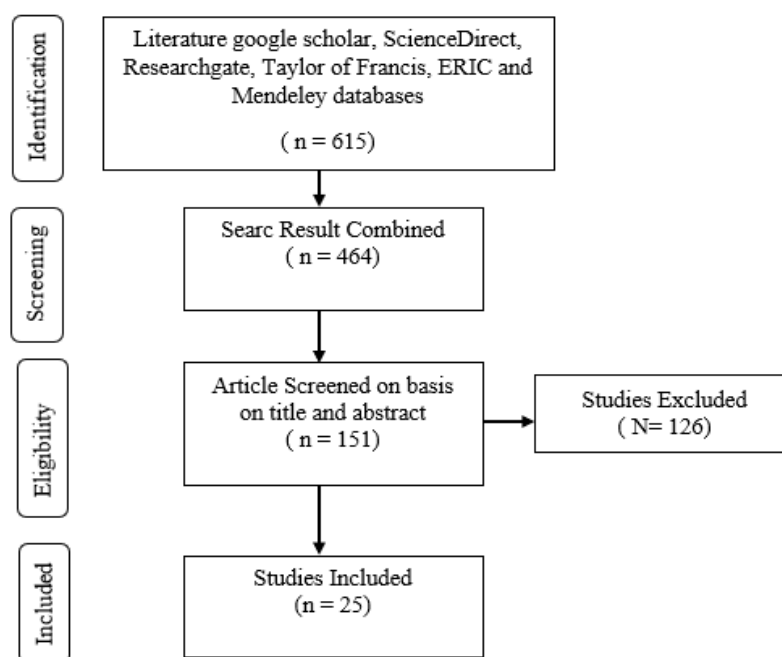 Identification
Literature google scholar, ScienceDirect,
Researchgate, Taylor of Francis, ERIC and
Mendeley databases
( n = 615)
Screening
Searc Result Combined
( n = 464)
Eligibility
Article Screened on basis
on title and abstract
( n = 151)
Studies Excluded
( N= 126)
Included
Studies Included
(n = 25)